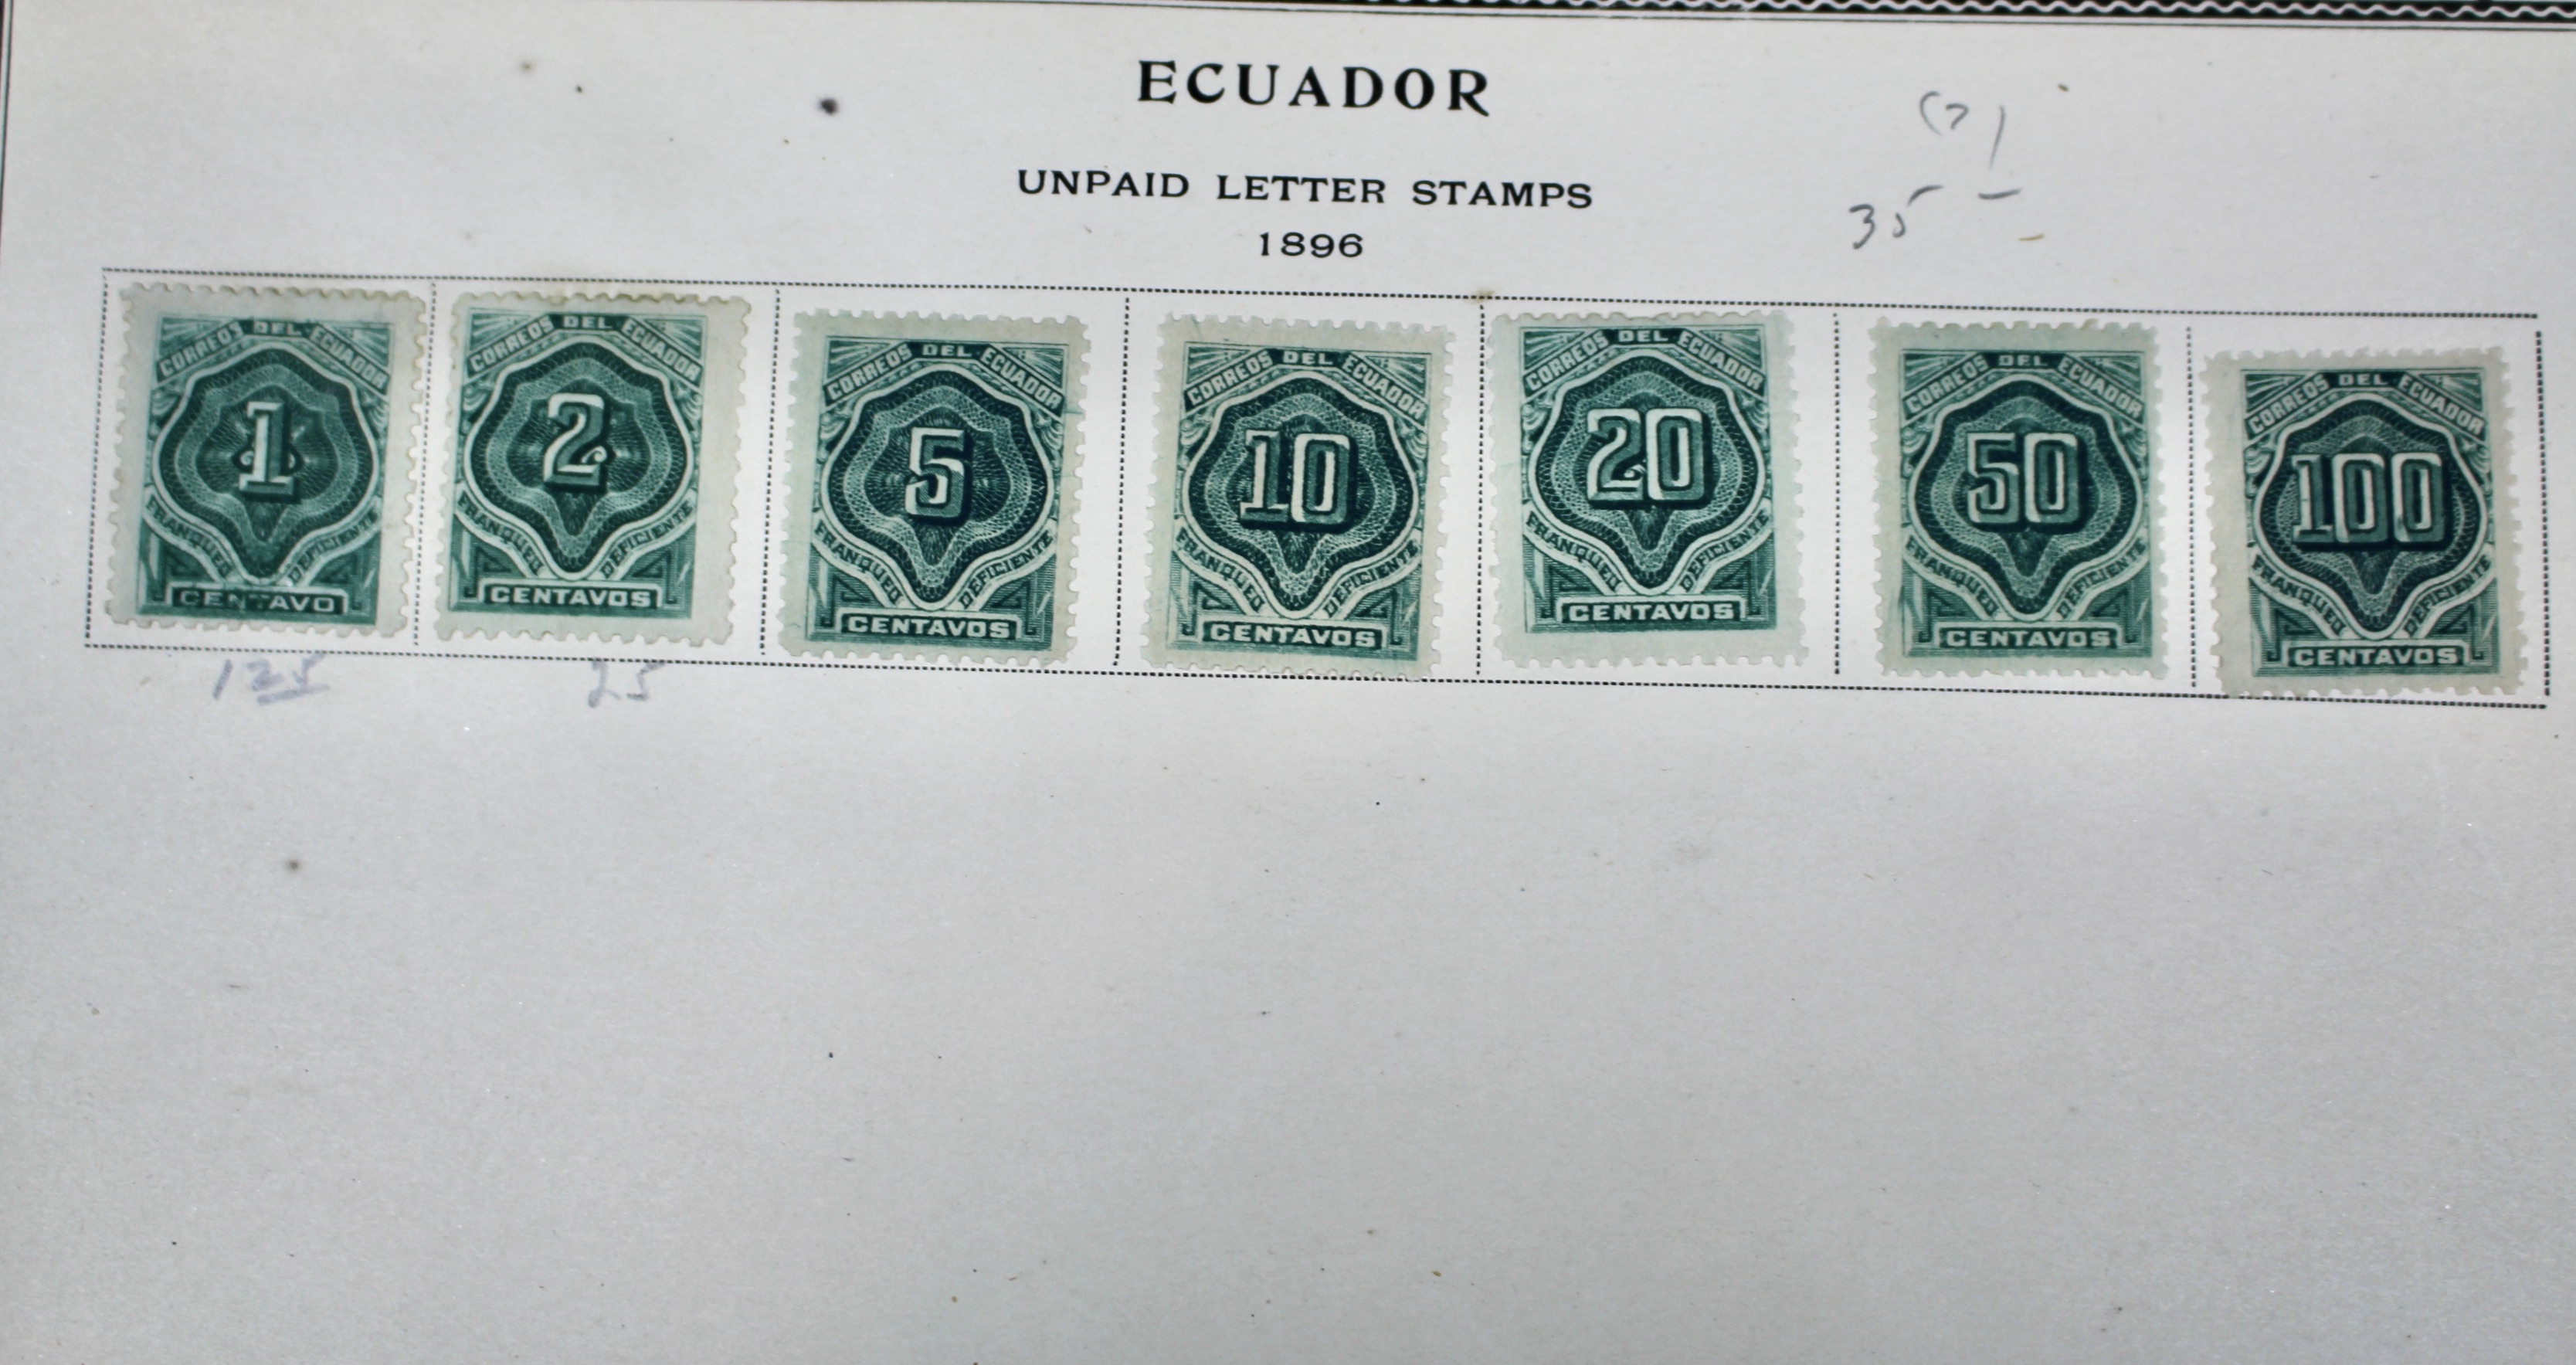 ECUADOR
(7)
UNPAID LETTER STAMPS
35 –
1896
CORREOS DEL ECUADOR
1
FRANQUEO DEFICIENTE
CENTAVO
CORREOS DEL ECUADOR
2
FRANQUEO DEFICIENTE
CENTAVOS
CORREOS DEL ECUADOR
5
FRANQUEO DEFICIENTE
CENTAVOS
CORREOS DEL ECUADOR
10
FRANQUEO DEFICIENTE
CENTAVOS
CORREOS DEL ECUADOR
20
FRANQUEO DEFICIENTE
CENTAVOS
CORREOS DEL ECUADOR
50
FRANQUEO DEFICIENTE
CENTAVOS
CORREOS DEL ECUADOR
100
FRANQUEO DEFICIENTE
CENTAVOS
125
25